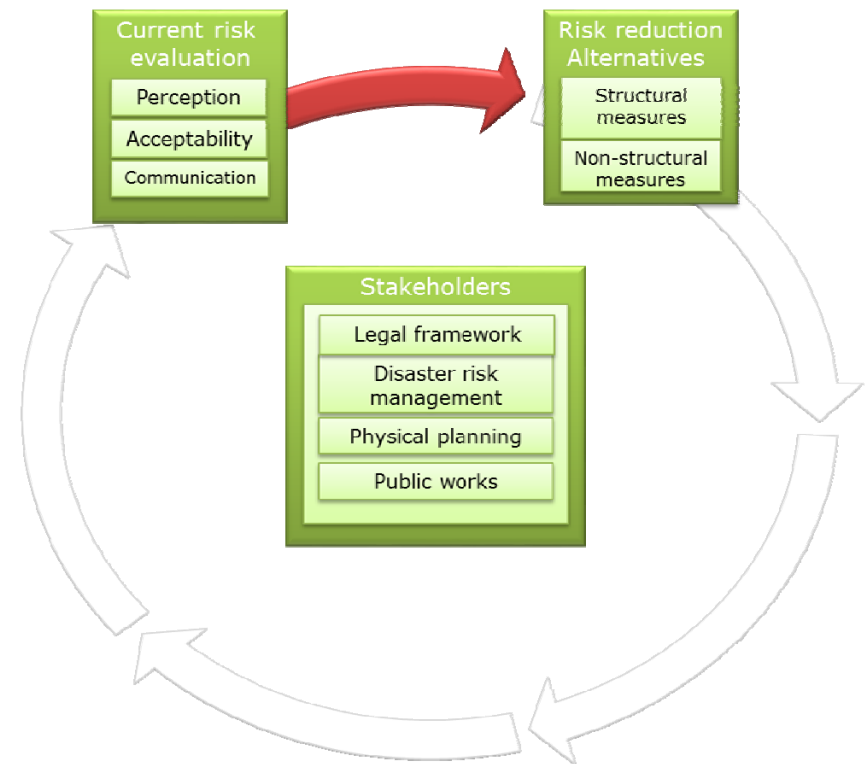 Current risk
evaluation
Perception
Acceptability
Communication
Risk reduction
Alternatives
Structural
measures
Non-structural
measures
Stakeholders
Legal framework
Disaster risk
management
Physical planning
Public works